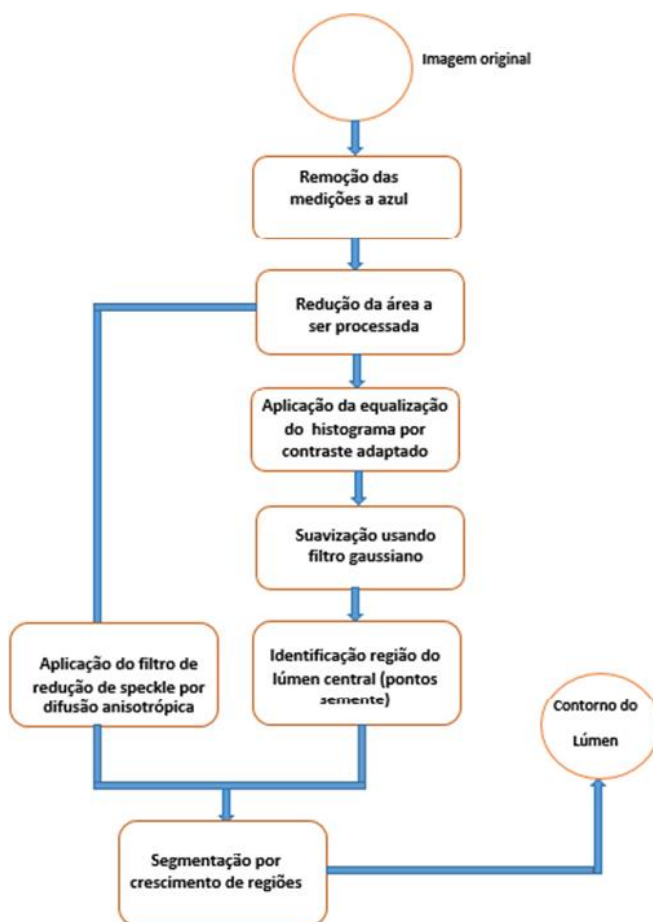 Imagem original
Remoção das
medições a azul
Redução da área a
ser processada
Aplicação da equalização
do histograma por
contraste adaptado
Suavização usando
filtro gaussiano
Aplicação do filtro de
redução de speckle por
difusão anisotrópica
Identificação região do
lúmen central (pontos
semente)
Contorno do
Lúmen
Segmentação por
crescimento de regiões